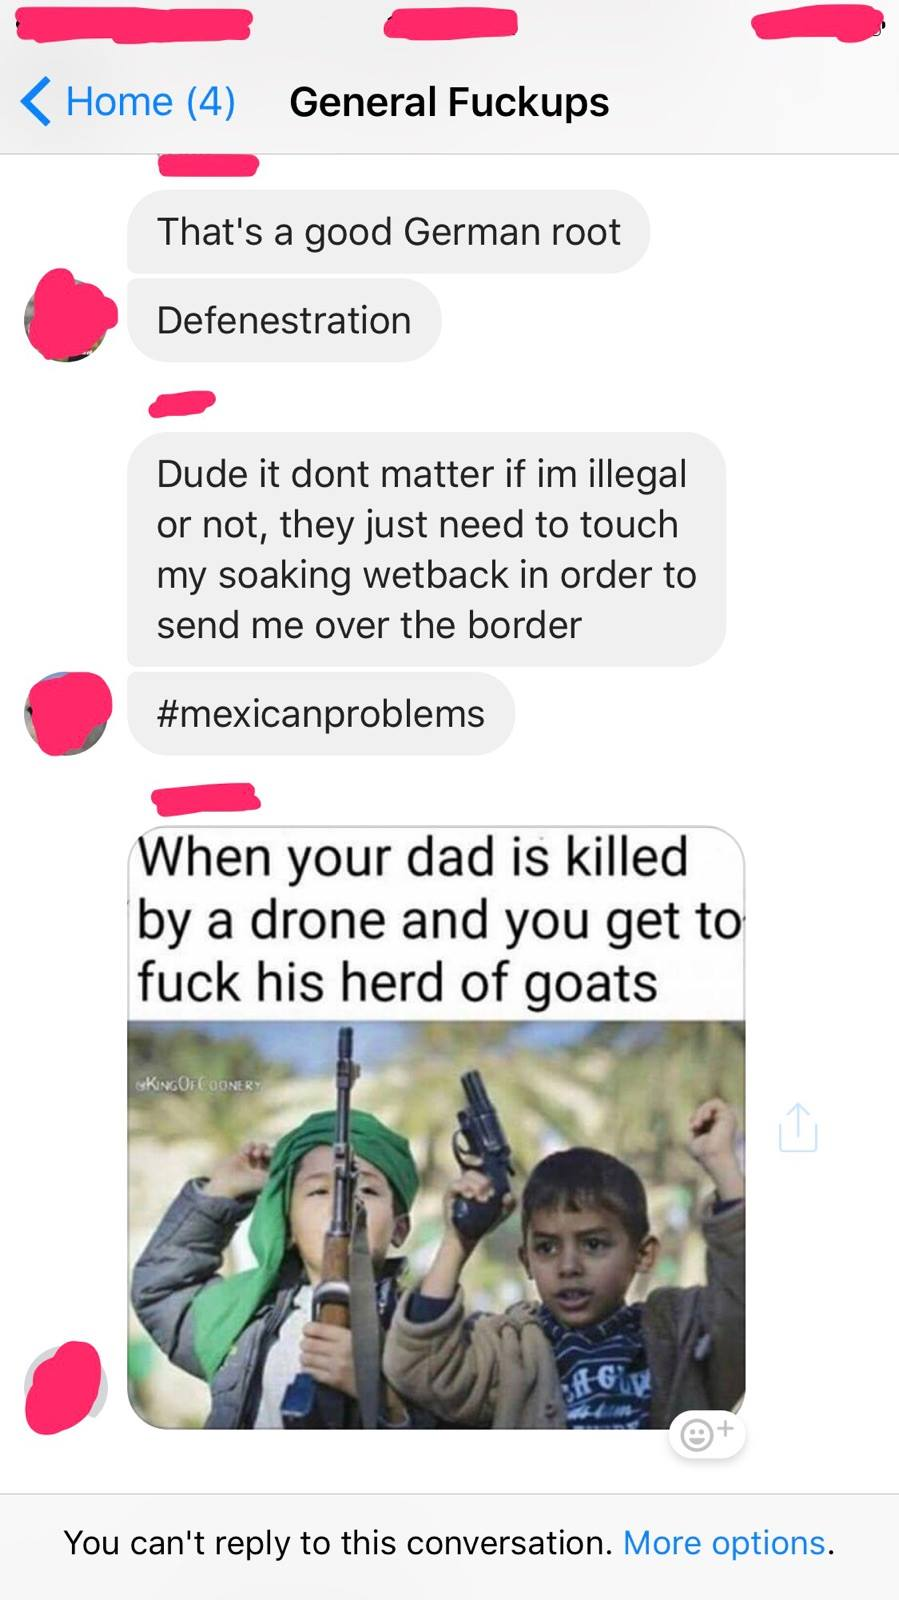 Home (4)
General Fuckups
That's a good German root
Defenestration
Dude it dont matter if im illegal
or not, they just need to touch
my soaking wetback in order to
send me over the border
#mexicanproblems
When your dad is killed
by a drone and you get to
fuck his herd of goats
@KINGOFCOONERY
You can't reply to this conversation. More options.